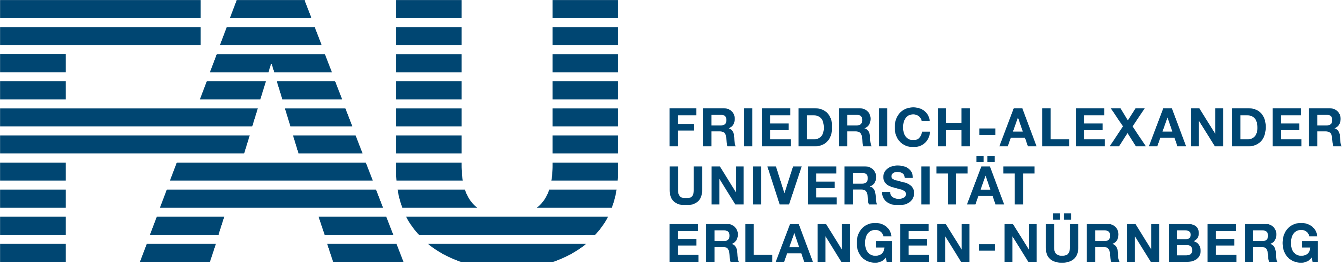 FAU
FRIEDRICH-ALEXANDER
UNIVERSITÄT
ERLANGEN-NÜRNBERG